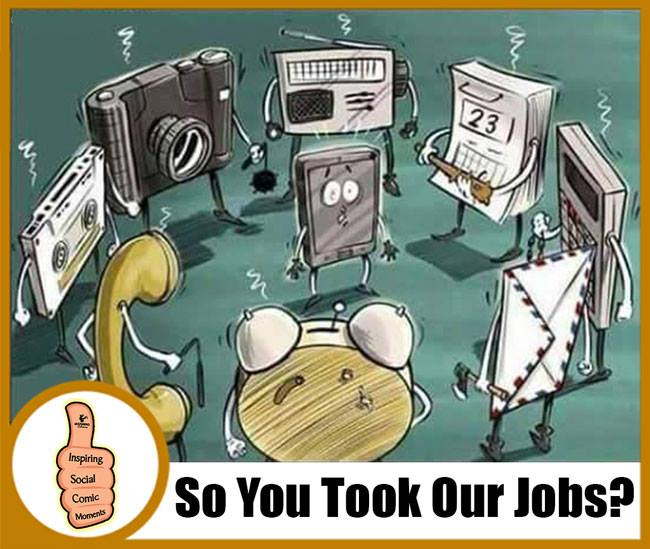 23
Inspiring
Social
Comic
Moments
So You Took Our Jobs?